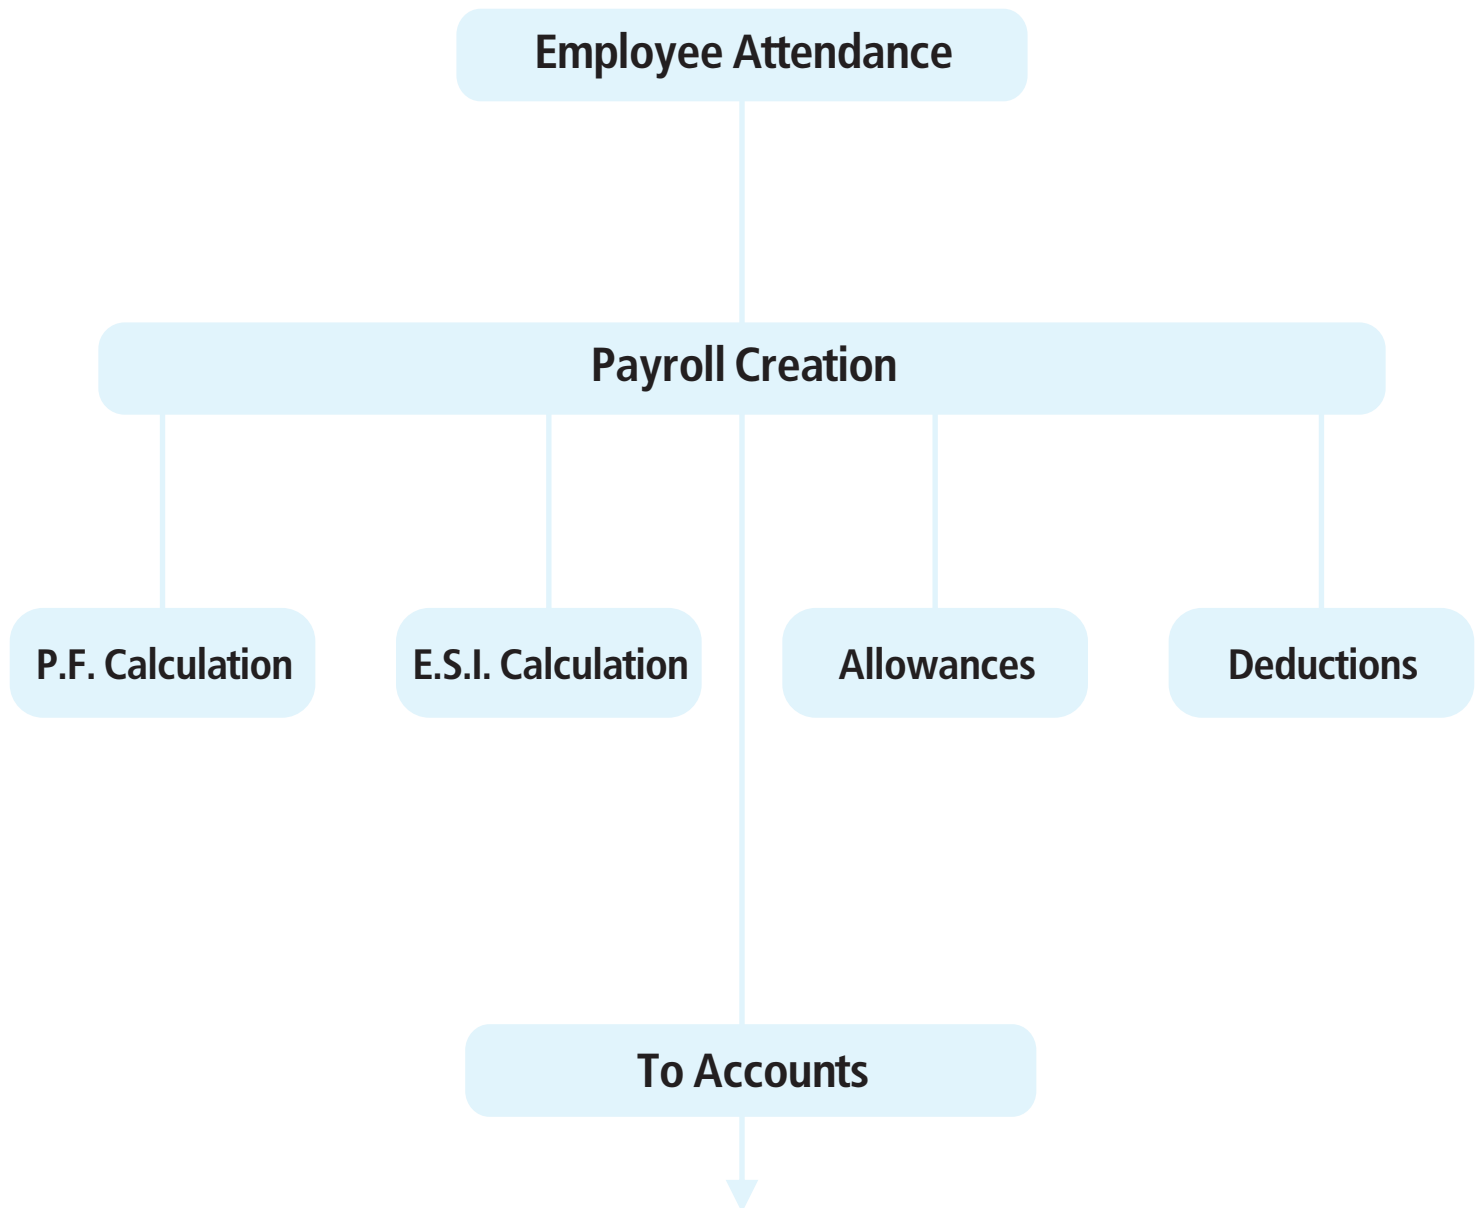 Employee Attendance
Payroll Creation
P.F. Calculation
E.S.I. Calculation
Allowances
Deductions
To Accounts